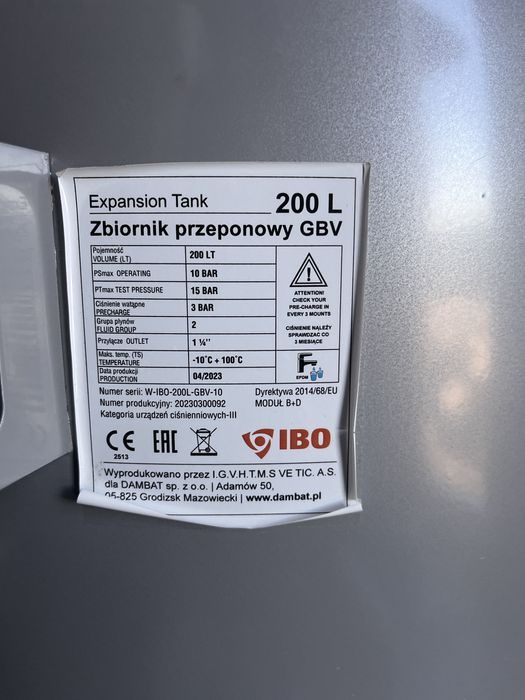 Expansion Tank 200 L
Zbiornik przeponowy GBV
Pojemność
VOLUME (LT) 200 LT
PSmax OPERATING 10 BAR
PTmax TEST PRESSURE 15 BAR
Ciśnienie wstępne
PRECHARGE 3 BAR
Grupa płynów
FLUID GROUP 2
Przyłącze OUTLET 1 ¼"
Maks. temp. (TS)
TEMPERATURE -10°C + 100°C
Data produkcji
PRODUCTION 04/2023
ATTENTION!
CHECK YOUR
PRE-CHARGE IN
EVERY 3 MOUNTS
CIŚNIENIE NALEŻY
SPRAWDZAĆ CO
3 MIESIĄCE
EPDM
Numer serii: W-IBO-200L-GBV-10 Dyrektywa 2014/68/EU
Numer produkcyjny: 20230300092 MODUŁ B+D
Kategoria urządzeń ciśnieniowych-III
CE EAC IBO
2513
Wyprodukowano przez I.G.V.H.T.M.S VE TIC. A.S.
dla DAMBAT sp. z o.o. | Adamów 50,
05-825 Grodzisk Mazowiecki | www.dambat.pl